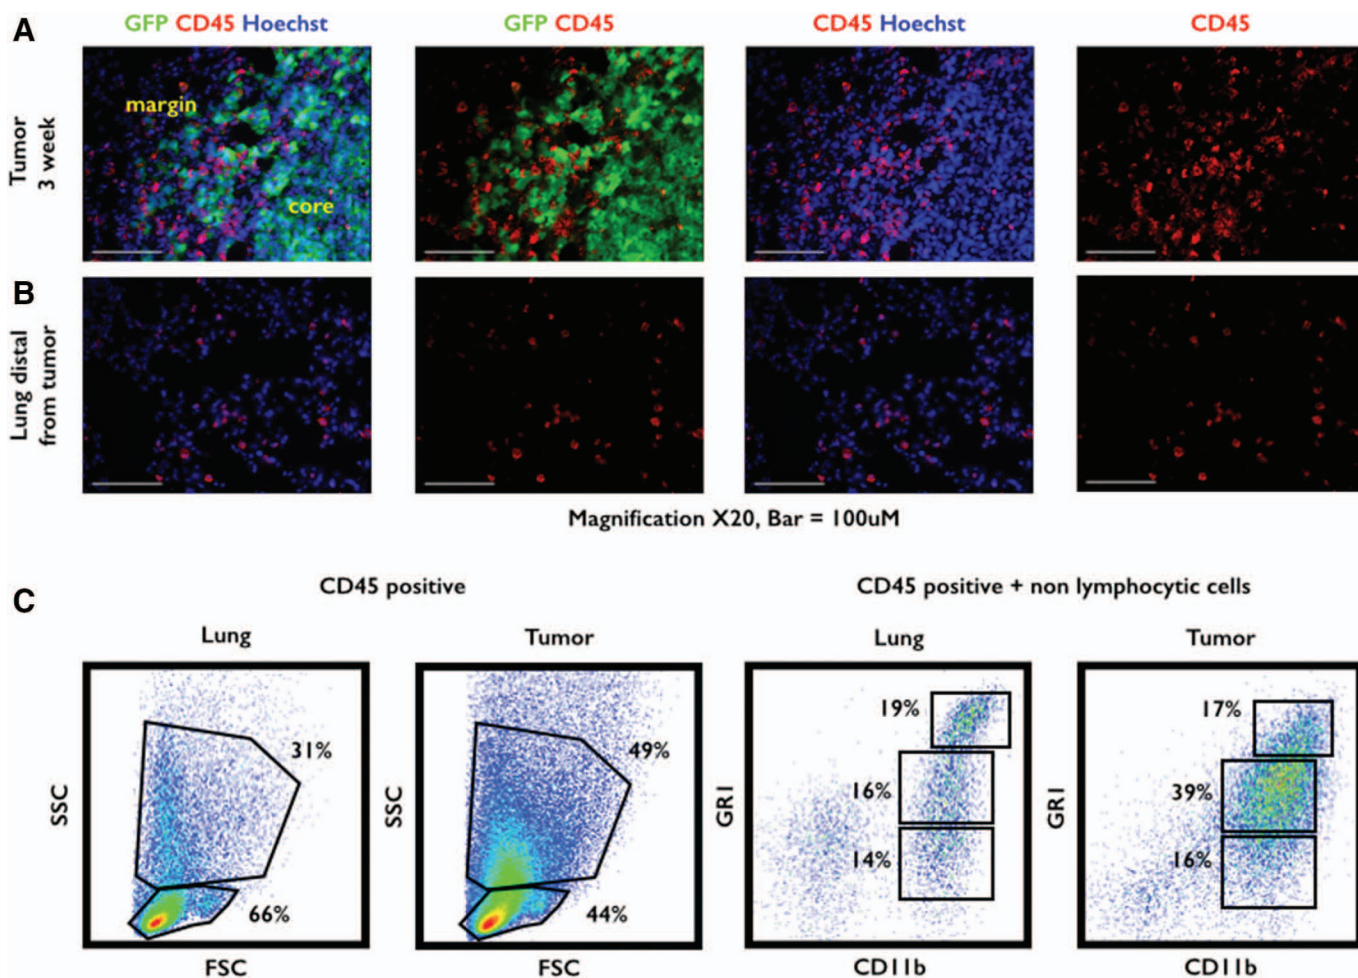 A
GFP CD45 Hoechst
GFP CD45
CD45 Hoechst
CD45
Tumor
3 week
margin
core
B
Lung distal
from tumor
Magnification X20, Bar = 100uM
C
CD45 positive
CD45 positive + non lymphocytic cells
Lung
Tumor
Lung
Tumor
SSC
31%
66%
FSC
SSC
49%
44%
FSC
GR1
19%
16%
14%
CD11b
GR1
17%
39%
16%
CD11b